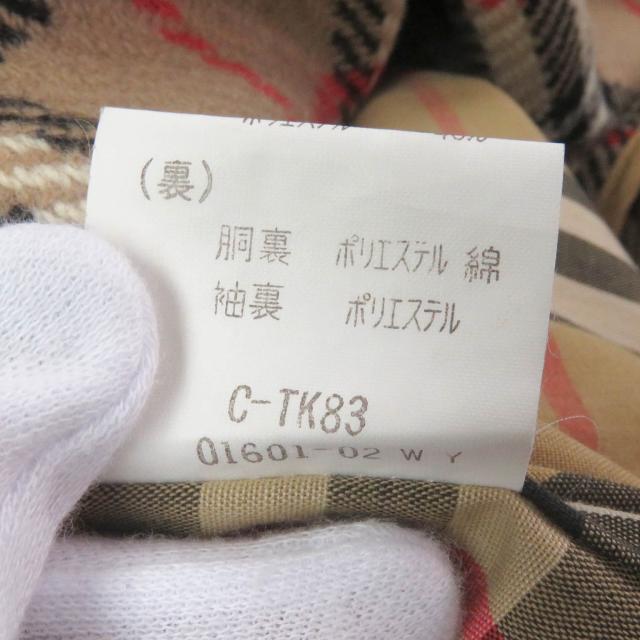 (裏)
胴裏 ポリエステル 綿
袖裏 ポリエステル
C-TK83
01601-02 W Y